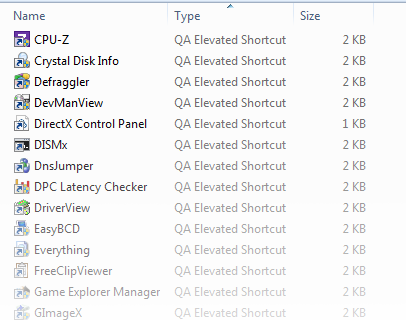 Name Type Size
CPU-Z QA Elevated Shortcut 2 KB
Crystal Disk Info QA Elevated Shortcut 2 KB
Defraggler QA Elevated Shortcut 2 KB
DevManView QA Elevated Shortcut 2 KB
DirectX Control Panel QA Elevated Shortcut 1 KB
DISMx QA Elevated Shortcut 2 KB
DnsJumper QA Elevated Shortcut 2 KB
DPC Latency Checker QA Elevated Shortcut 2 KB
DriverView QA Elevated Shortcut 2 KB
EasyBCD QA Elevated Shortcut 2 KB
Everything QA Elevated Shortcut 2 KB
FreeClipViewer QA Elevated Shortcut 2 KB
Game Explorer Manager QA Elevated Shortcut 2 KB
GImageX QA Elevated Shortcut 2 KB